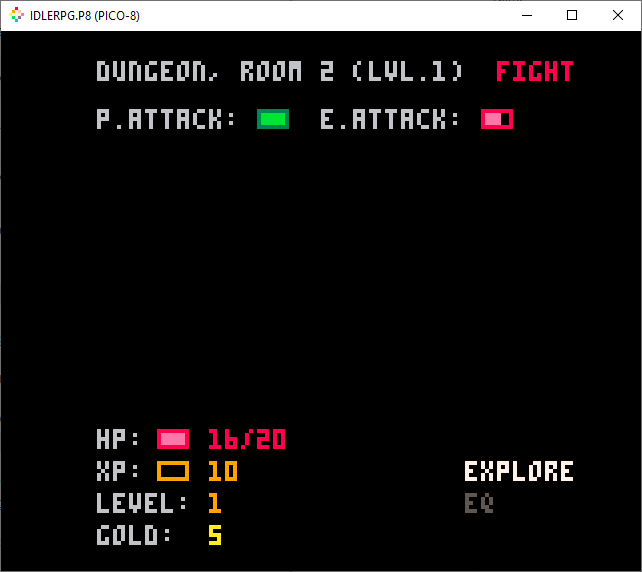 IDLERPG.P8 (PICO-8)
DUNGEON, ROOM 2 (LVL.1) FIGHT
P.ATTACK: E.ATTACK:
HP: 16/20
XP: 10 EXPLORE
LEVEL: 1 EQ
GOLD: 5